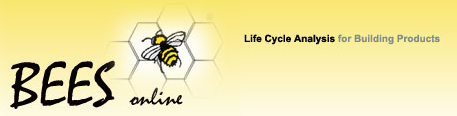 Life Cycle Analysis for Building Products
BEES online